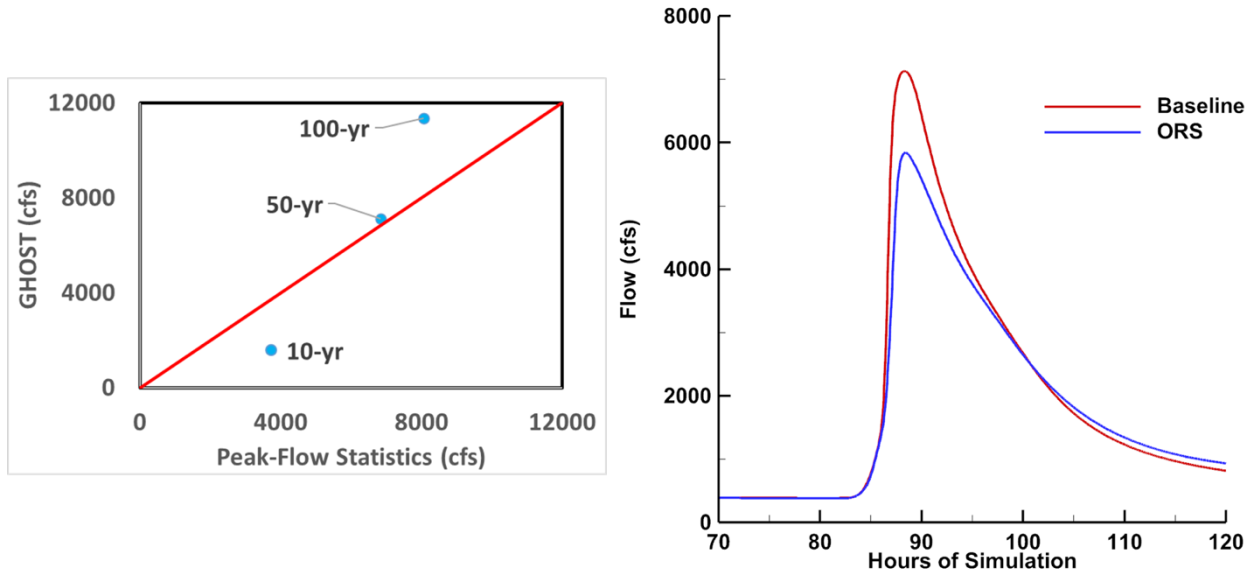 12000
8000
4000
0
GHOST (cfs)
100-yr
50-yr
10-yr
0 4000 8000 12000
Peak-Flow Statistics (cfs)
8000
6000
4000
2000
0
Flow (cfs)
Baseline
ORS
70 80 90 100 110 120
Hours of Simulation